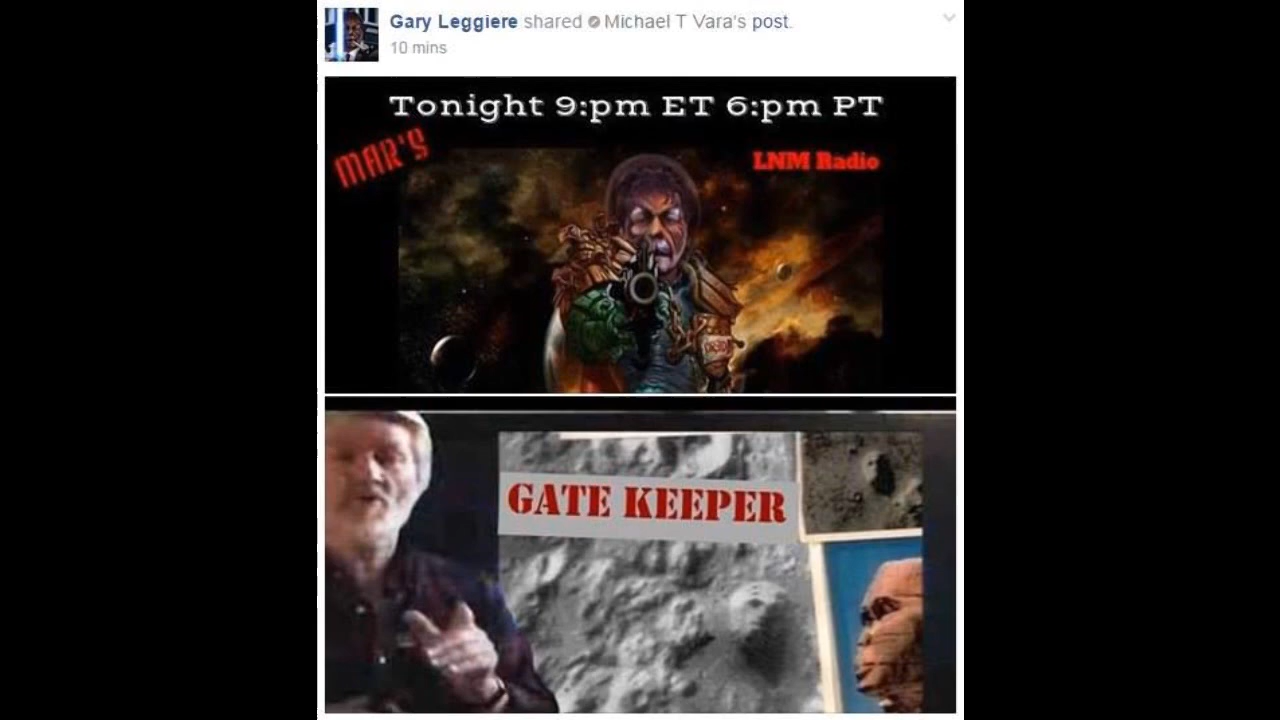 Gary Leggiere shared Michael T Vara's post.
10 mins
Tonight 9:pm ET 6:pm PT
MAR'S
LNM Radio
GATE KEEPER